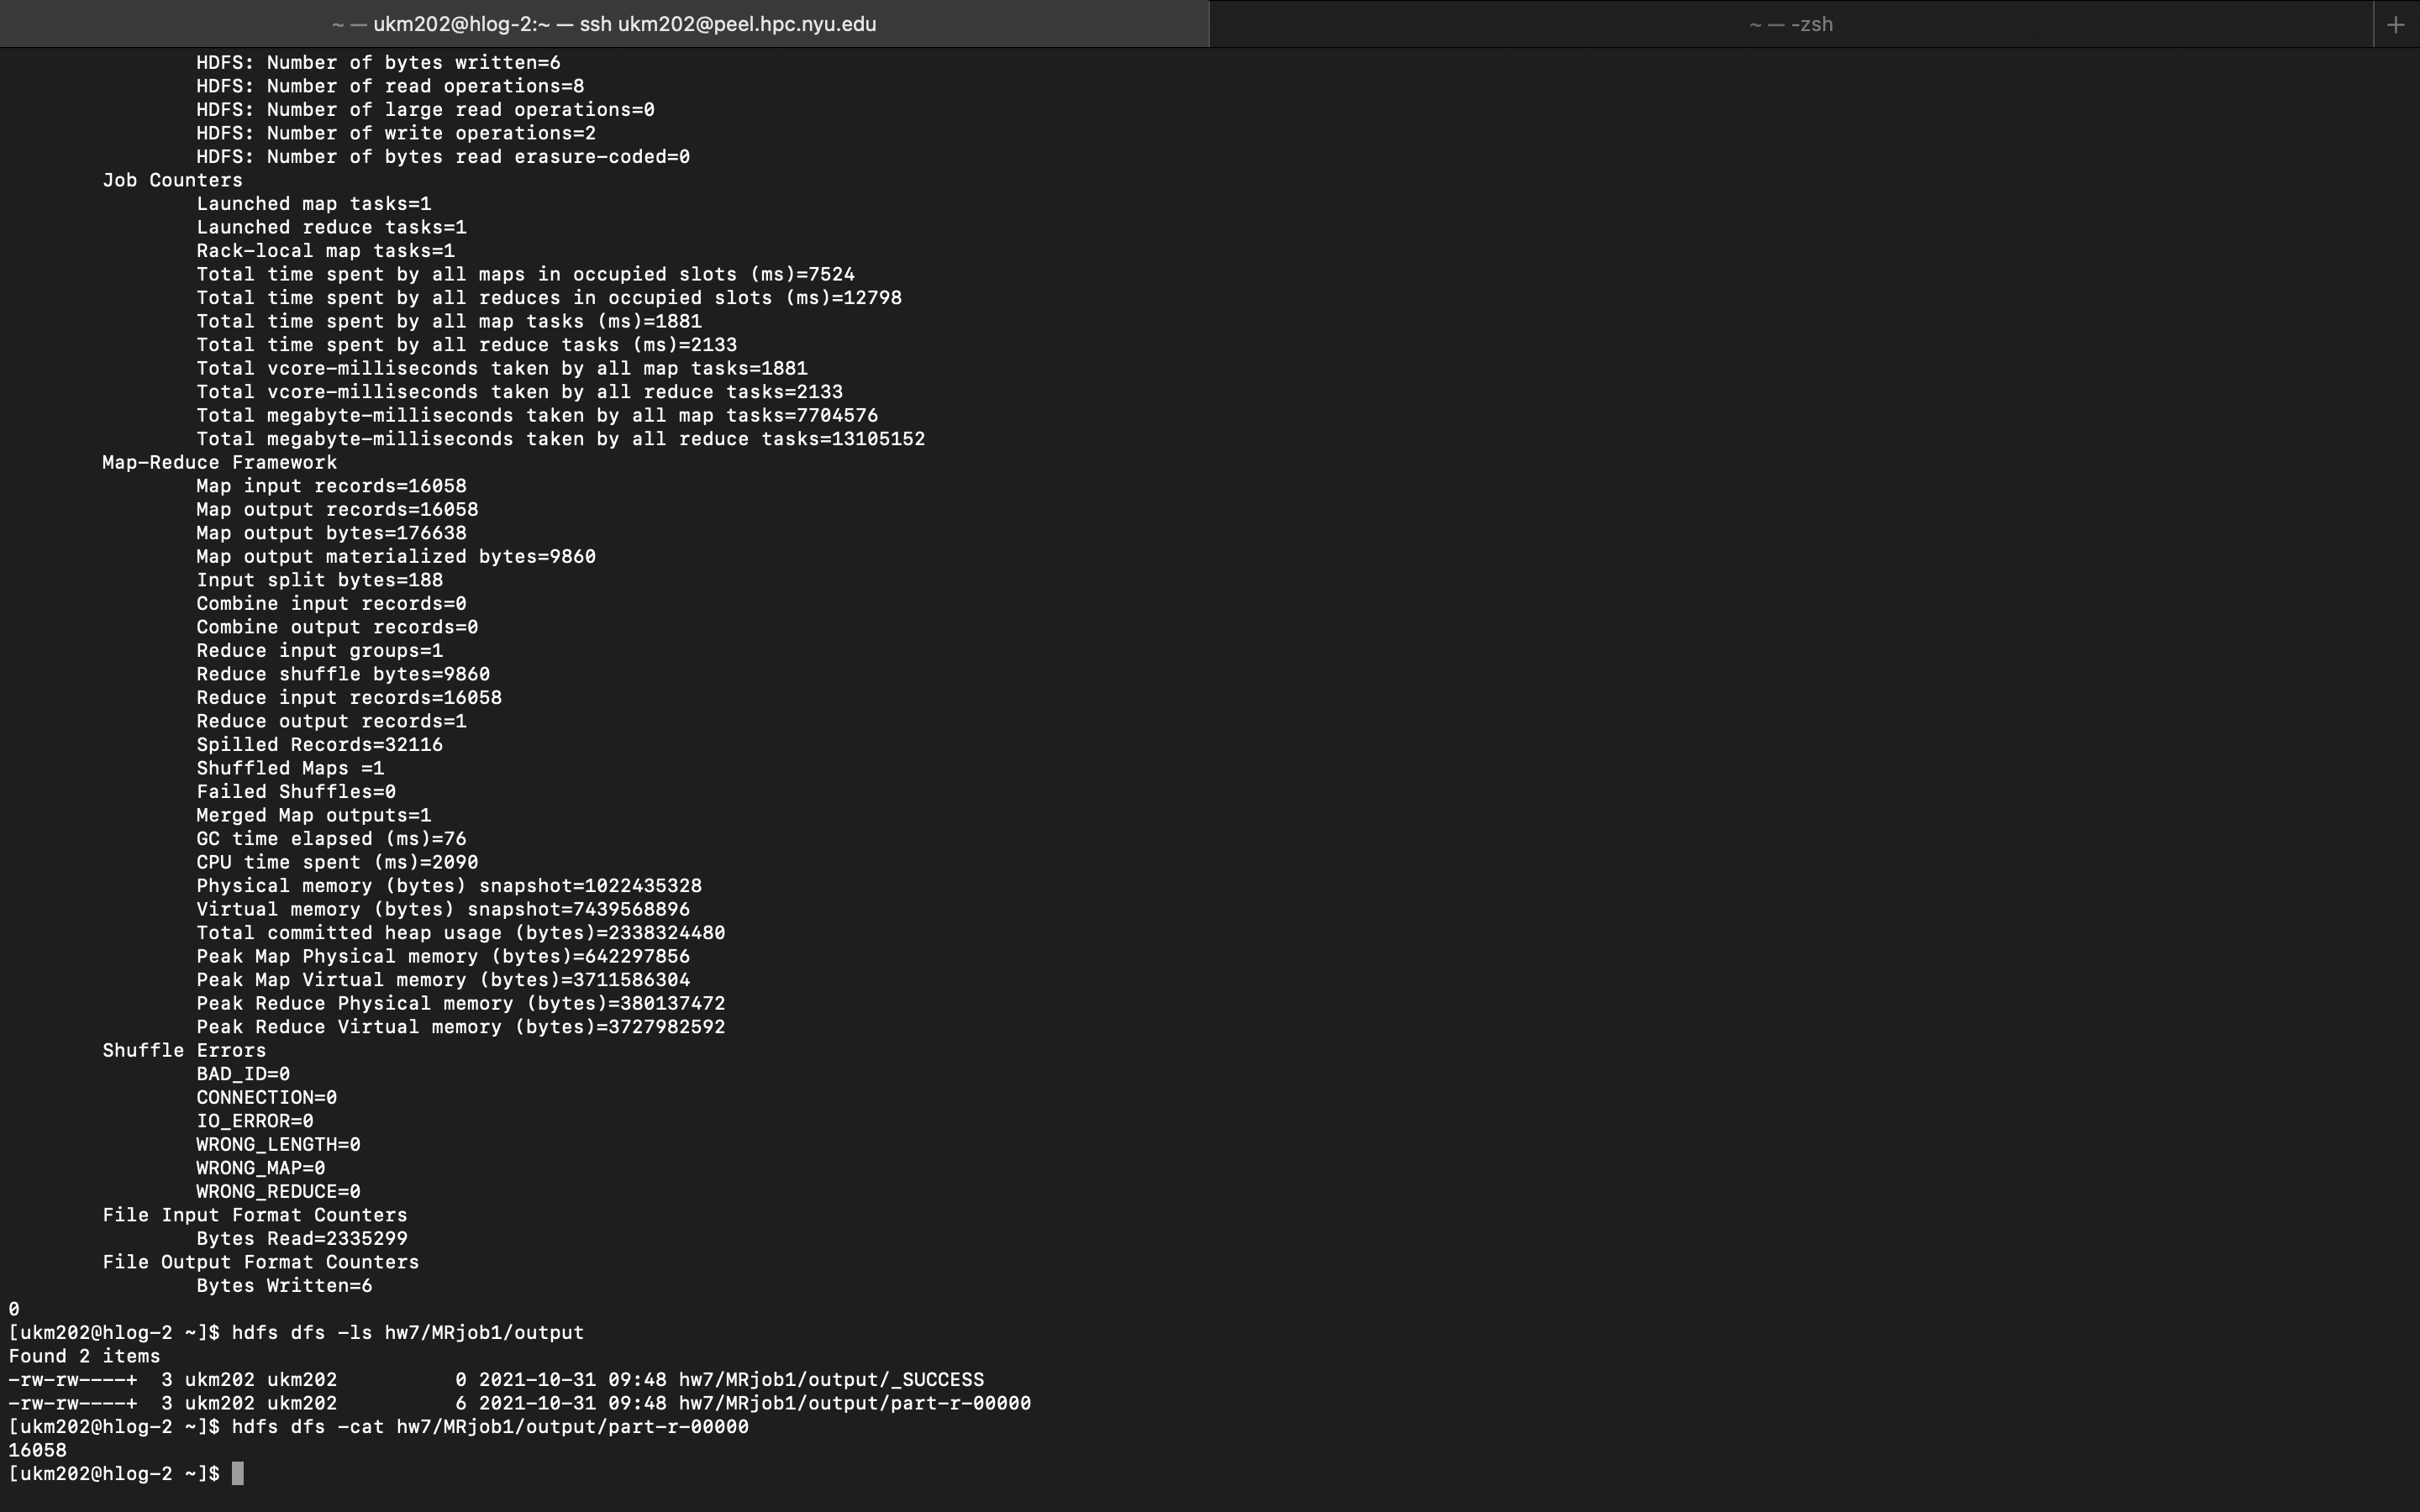 ~ — ukm202@hlog-2:~ — ssh ukm202@peel.hpc.nyu.edu
~ — -zsh
+
HDFS: Number of bytes written=6
HDFS: Number of read operations=8
HDFS: Number of large read operations=0
HDFS: Number of write operations=2
HDFS: Number of bytes read erasure-coded=0
Job Counters
Launched map tasks=1
Launched reduce tasks=1
Rack-local map tasks=1
Total time spent by all maps in occupied slots (ms)=7524
Total time spent by all reduces in occupied slots (ms)=12798
Total time spent by all map tasks (ms)=1881
Total time spent by all reduce tasks (ms)=2133
Total vcore-milliseconds taken by all map tasks=1881
Total vcore-milliseconds taken by all reduce tasks=2133
Total megabyte-milliseconds taken by all map tasks=7704576
Total megabyte-milliseconds taken by all reduce tasks=13105152
Map-Reduce Framework
Map input records=16058
Map output records=16058
Map output bytes=176638
Map output materialized bytes=9860
Input split bytes=188
Combine input records=0
Combine output records=0
Reduce input groups=1
Reduce shuffle bytes=9860
Reduce input records=16058
Reduce output records=1
Spilled Records=32116
Shuffled Maps =1
Failed Shuffles=0
Merged Map outputs=1
GC time elapsed (ms)=76
CPU time spent (ms)=2090
Physical memory (bytes) snapshot=1022435328
Virtual memory (bytes) snapshot=7439568896
Total committed heap usage (bytes)=2338324480
Peak Map Physical memory (bytes)=642297856
Peak Map Virtual memory (bytes)=3711586304
Peak Reduce Physical memory (bytes)=380137472
Peak Reduce Virtual memory (bytes)=3727982592
Shuffle Errors
BAD_ID=0
CONNECTION=0
IO_ERROR=0
WRONG_LENGTH=0
WRONG_MAP=0
WRONG_REDUCE=0
File Input Format Counters
Bytes Read=2335299
File Output Format Counters
Bytes Written=6
0
[ukm202@hlog-2 ~]$ hdfs dfs -ls hw7/MRjob1/output
Found 2 items
-rw-rw----+  3 ukm202 ukm202          0 2021-10-31 09:48 hw7/MRjob1/output/_SUCCESS
-rw-rw----+  3 ukm202 ukm202          6 2021-10-31 09:48 hw7/MRjob1/output/part-r-00000
[ukm202@hlog-2 ~]$ hdfs dfs -cat hw7/MRjob1/output/part-r-00000
16058
[ukm202@hlog-2 ~]$